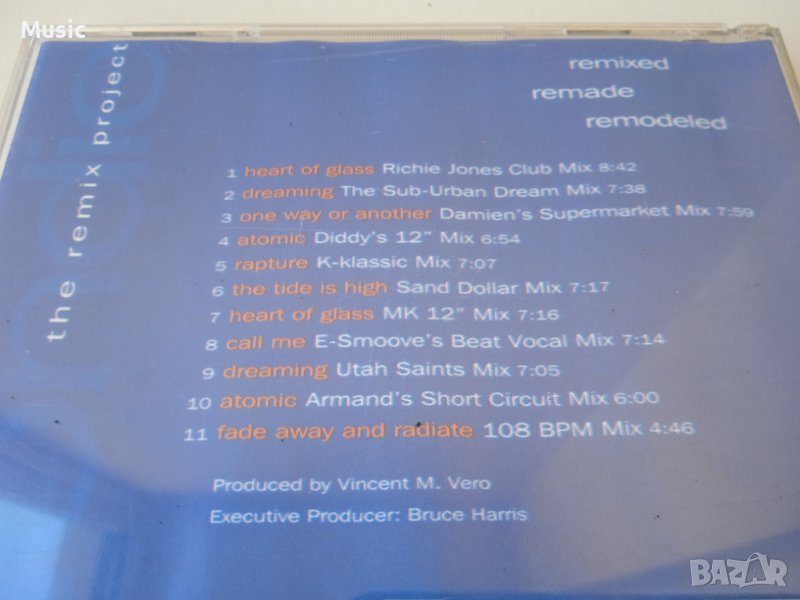 Music
the remix project
remixed
remade
remodeled
1 heart of glass Richie Jones Club Mix 8:42
2 dreaming The Sub-Urban Dream Mix 7:38
3 one way or another Damien's Supermarket Mix 7:59
4 atomic Diddy's 12" Mix 6:54
5 rapture K-klassic Mix 7:07
6 the tide is high Sand Dollar Mix 7:17
7 heart of glass MK 12" Mix 7:16
8 call me E-Smoove's Beat Vocal Mix 7:14
9 dreaming Utah Saints Mix 7:05
10 atomic Armand's Short Circuit Mix 6:00
11 fade away and radiate 108 BPM Mix 4:46
Produced by Vincent M. Vero
Executive Producer: Bruce Harris
BAZAR